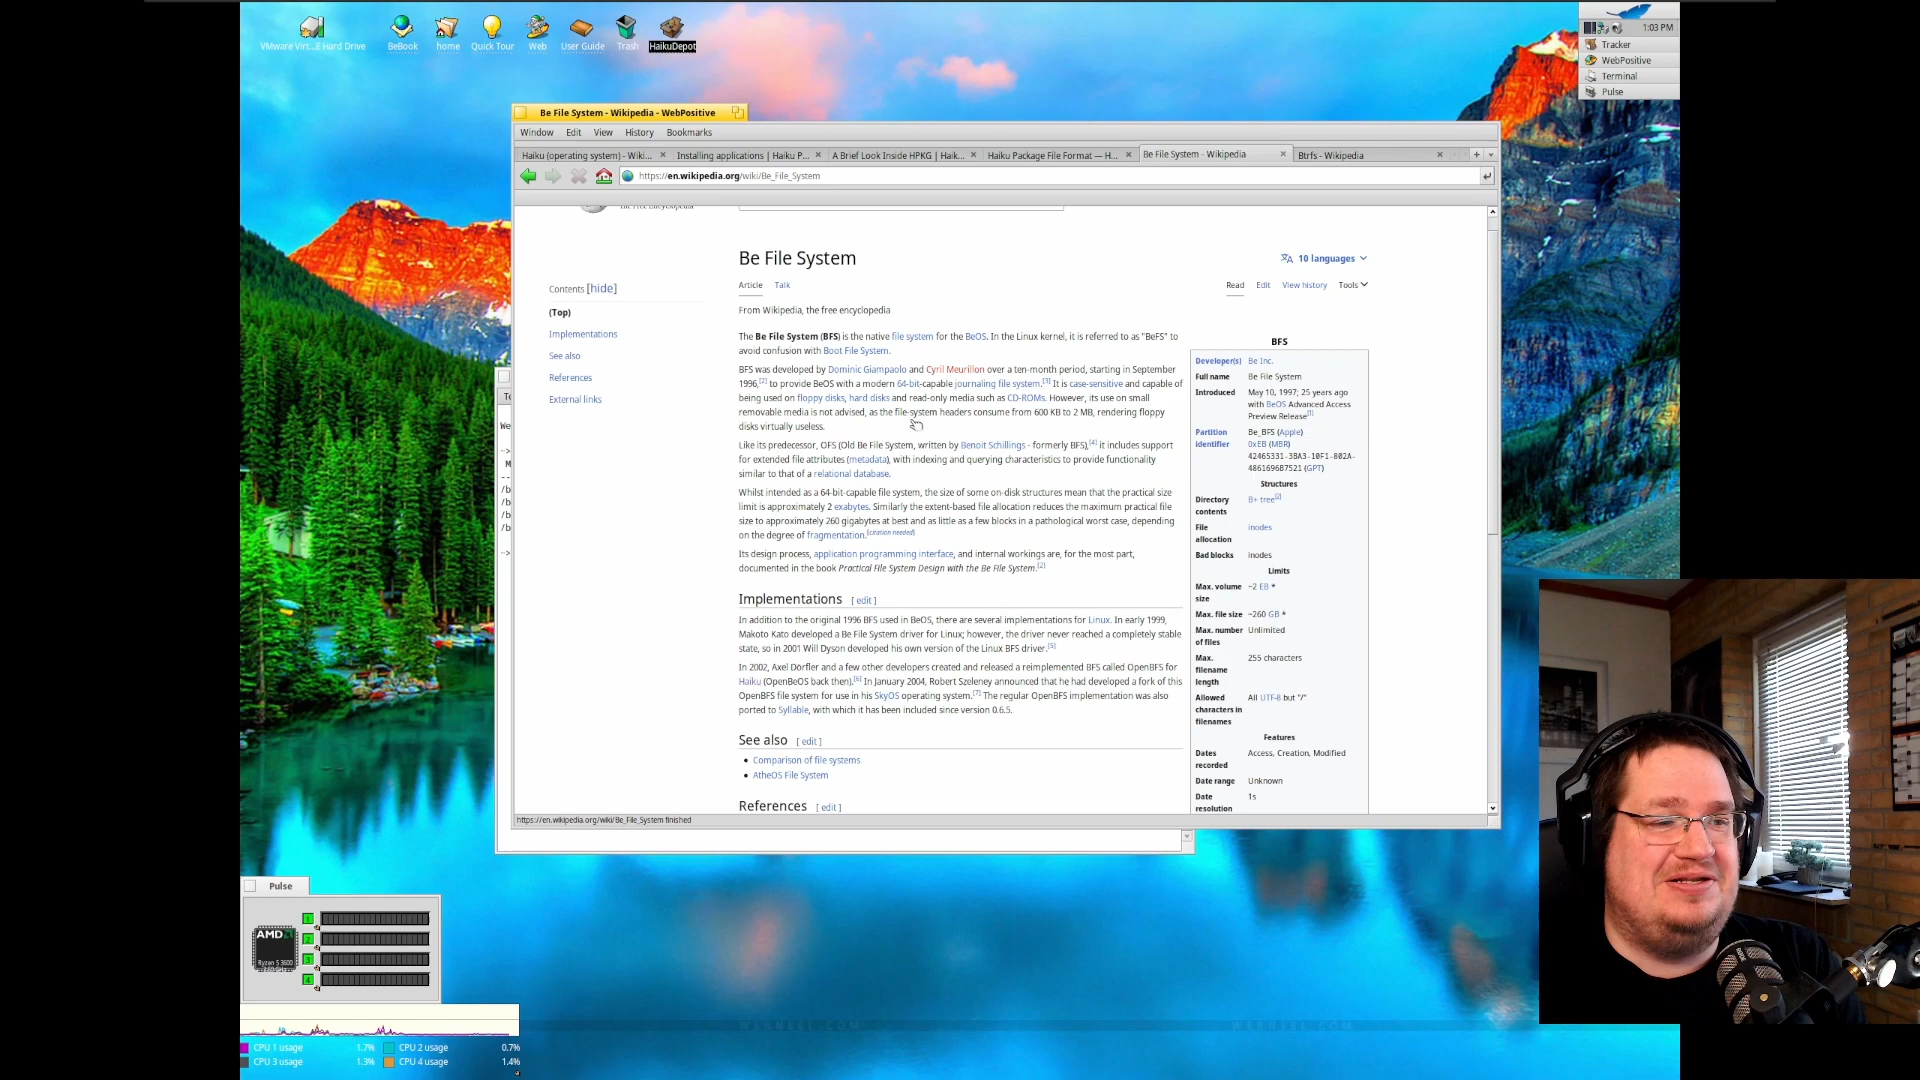 VMware Virt...E Hard Drive
BeBook
home
Quick Tour
Web
User Guide
Trash
HaikuDepot
1:03 PM
Tracker
WebPositive
Terminal
Pulse
Be File System - Wikipedia - WebPositive
Window Edit View History Bookmarks
Haiku (operating system) - Wiki...
Installing applications | Haiku P...
A Brief Look Inside HPKG | Haik...
Haiku Package File Format — H...
Be File System - Wikipedia
Btrfs - Wikipedia
https://en.wikipedia.org/wiki/Be_File_System
Contents [hide]
(Top)
Implementations
See also
References
External links
Be File System
10 languages
Article Talk
Read Edit View history Tools
From Wikipedia, the free encyclopedia
The Be File System (BFS) is the native file system for the BeOS. In the Linux kernel, it is referred to as "BeFS" to
avoid confusion with Boot File System.
BFS was developed by Dominic Giampaolo and Cyril Meurillon over a ten-month period, starting in September
1996,[2] to provide BeOS with a modern 64-bit-capable journaling file system.[3] It is case-sensitive and capable of
being used on floppy disks, hard disks and read-only media such as CD-ROMs. However, its use on small
removable media is not advised, as the file-system headers consume from 600 KB to 2 MB, rendering floppy
disks virtually useless.
Like its predecessor, OFS (Old Be File System, written by Benoit Schillings - formerly BFS),[4] it includes support
for extended file attributes (metadata), with indexing and querying characteristics to provide functionality
similar to that of a relational database.
Whilst intended as a 64-bit-capable file system, the size of some on-disk structures mean that the practical size
limit is approximately 2 exabytes. Similarly the extent-based file allocation reduces the maximum practical file
size to approximately 260 gigabytes at best and as little as a few blocks in a pathological worst case, depending
on the degree of fragmentation.[citation needed]
Its design process, application programming interface, and internal workings are, for the most part,
documented in the book Practical File System Design with the Be File System.[2]
Implementations [ edit ]
In addition to the original 1996 BFS used in BeOS, there are several implementations for Linux. In early 1999,
Makoto Kato developed a Be File System driver for Linux; however, the driver never reached a completely stable
state, so in 2001 Will Dyson developed his own version of the Linux BFS driver.[5]
In 2002, Axel Dörfler and a few other developers created and released a reimplemented BFS called OpenBFS for
Haiku (OpenBeOS back then).[6] In January 2004, Robert Szeleney announced that he had developed a fork of this
OpenBFS file system for use in his SkyOS operating system.[7] The regular OpenBFS implementation was also
ported to Syllable, with which it has been included since version 0.6.5.
See also [ edit ]
Comparison of file systems
AtheOS File System
References [ edit ]
BFS
Developer(s) Be Inc.
Full name Be File System
Introduced May 10, 1997; 25 years ago
with BeOS Advanced Access
Preview Release[1]
Partition Be_BFS (Apple)
identifier 0xEB (MBR)
42465331-3BA3-10F1-802A-
4861696B7521 (GPT)
Structures
Directory B+ tree[2]
contents
File inodes
allocation
Bad blocks inodes
Limits
Max. volume ~2 EB *
size
Max. file size ~260 GB *
Max. number Unlimited
of files
Max. 255 characters
filename
length
Allowed All UTF-8 but "/"
characters in
filenames
Features
Dates Access, Creation, Modified
recorded
Date range Unknown
Date 1s
resolution
https://en.wikipedia.org/wiki/Be_File_System finished
Pulse
AMD
Ryzen 5 3600
1
2
3
4
CPU 1 usage 1.7%
CPU 2 usage 0.7%
CPU 3 usage 1.3%
CPU 4 usage 1.4%